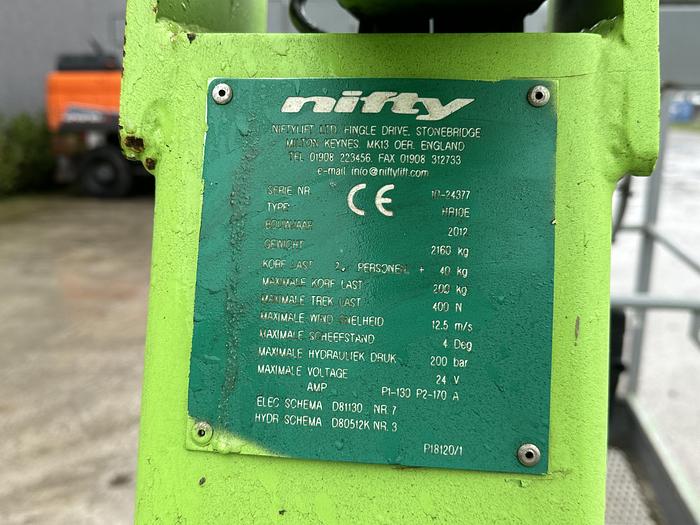 nifty
NIFTYLIFT LTD, FINGLE DRIVE, STONEBRIDGE
MILTON KEYNES, MK13 OER, ENGLAND
TEL 01908 223456, FAX 01908 312733
e-mail info@niftylift.com
CE
SERIE NR 10-24377
TYPE: HR10E
BOUWJAAR 2012
GEWICHT 2160 kg
KORF LAST 2 PERSONEN + 40 kg
MAXIMALE KORF LAST 200 kg
MAXIMALE TREK LAST 400 N
MAXIMALE WIND SNELHEID 12.5 m/s
MAXIMALE SCHEEFSTAND 4 Deg
MAXIMALE HYDRAULIEK DRUK 200 bar
MAXIMALE VOLTAGE 24 V
AMP P1-130 P2-170 A
ELEC SCHEMA D81130 NR. 7
HYDR SCHEMA D80512K NR. 3
P18120/1